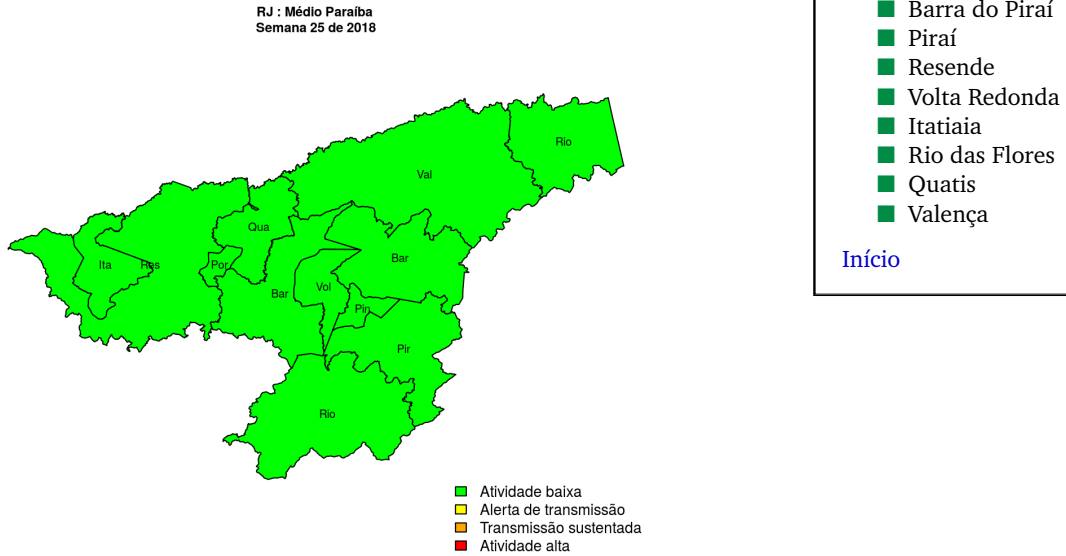 RJ : Médio Paraíba
Semana 25 de 2018
Rio
Val
Qua
Ita
Res
Por
Bar
Bar
Vol
Pin
Pir
Rio
Atividade baixa
Alerta de transmissão
Transmissão sustentada
Atividade alta
Barra do Piraí
Piraí
Resende
Volta Redonda
Itatiaia
Rio das Flores
Quatis
Valença
Início